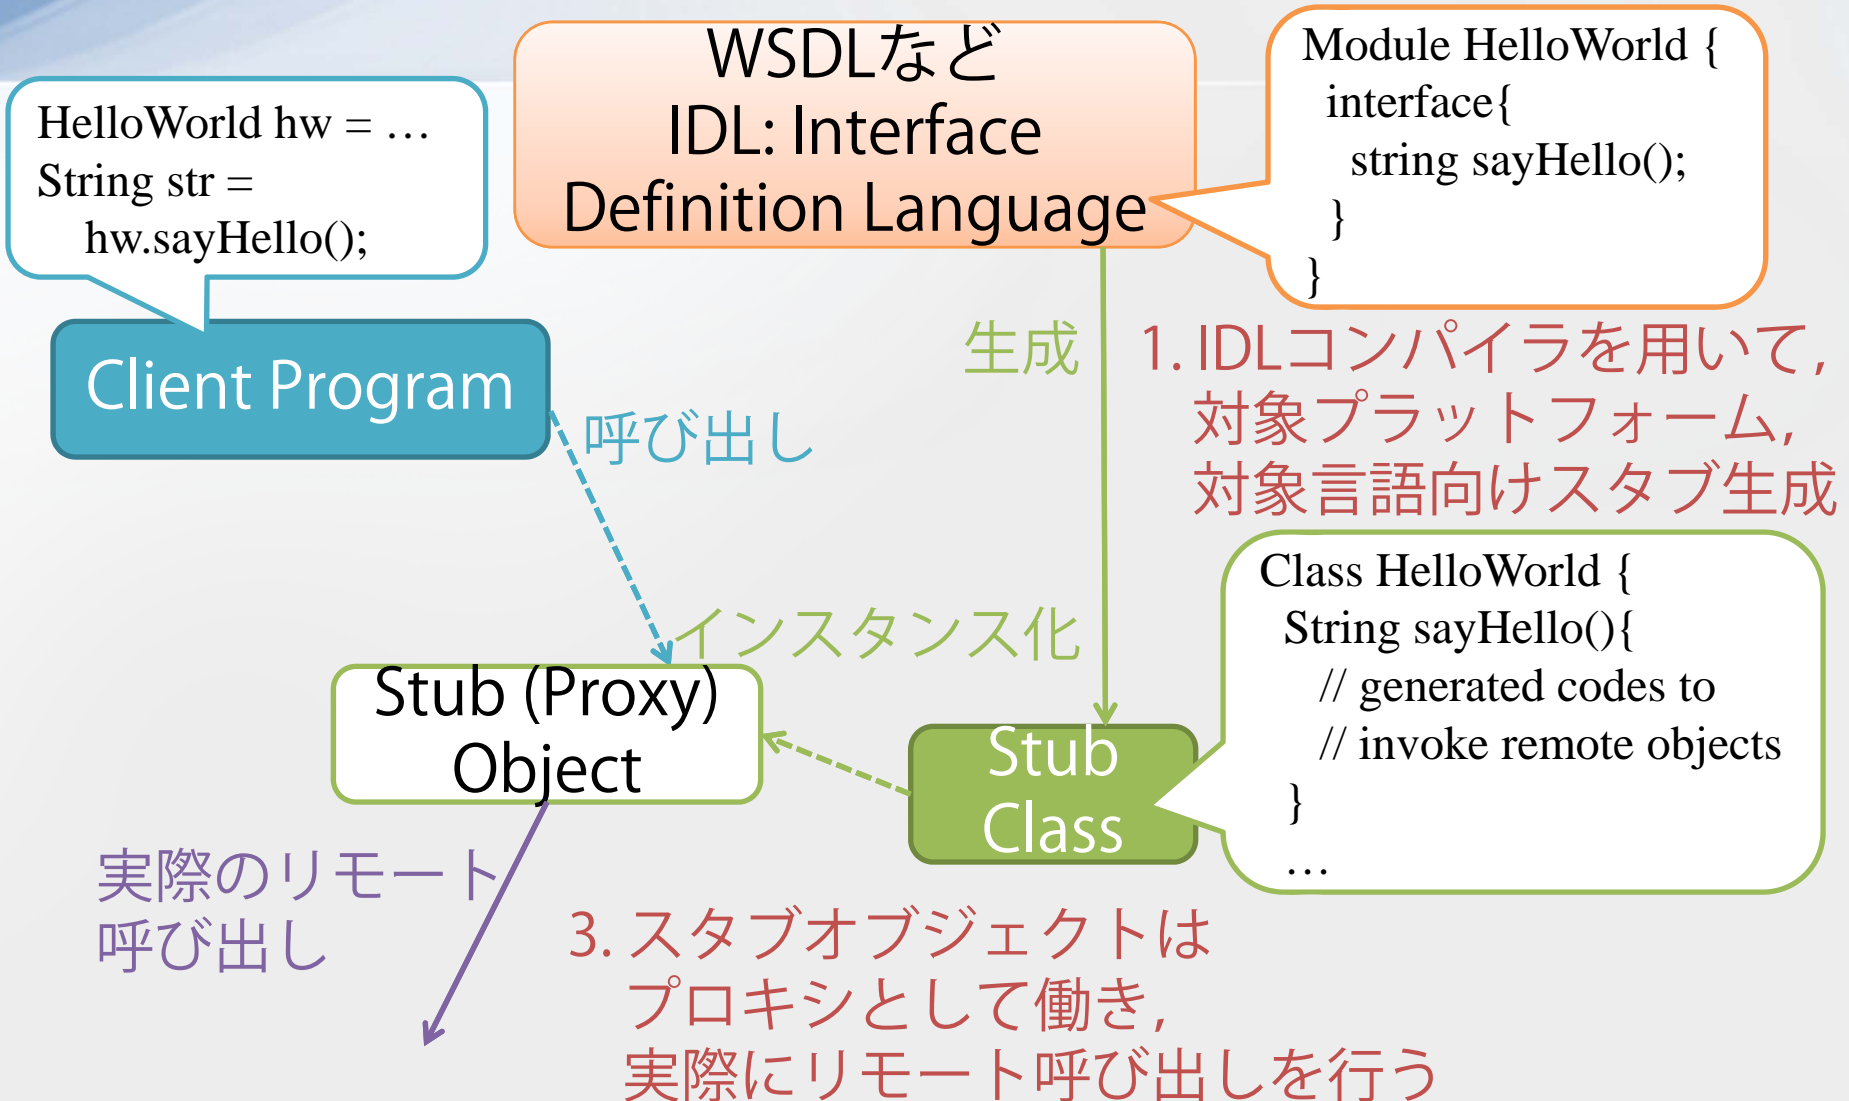 WSDLなど
IDL: Interface
Definition Language
Module HelloWorld {
interface{
string sayHello();
}
}
HelloWorld hw = …
String str =
hw.sayHello();
Client Program
呼び出し
生成
1. IDLコンパイラを用いて,
対象プラットフォーム,
対象言語向けスタブ生成
Class HelloWorld {
String sayHello(){
// generated codes to
// invoke remote objects
}
…
インスタンス化
Stub (Proxy)
Object
Stub
Class
実際のリモート
呼び出し
3. スタブオブジェクトは
プロキシとして働き,
実際にリモート呼び出しを行う